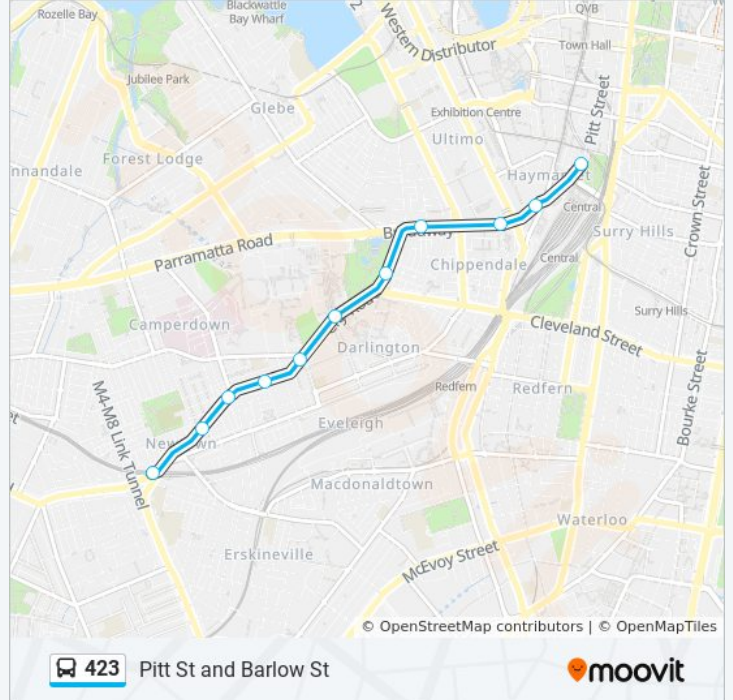 Rozelle Bay
Blackwattle
Bay Wharf
2
Western Distributor
QVB
W
Town Hall
Jubilee Park
Glebe
Exhibition Centre
Pitt Street
Ultimo
Forest Lodge
nnandale
Haymarket
Central
Crown Street
Surry Hills
Broadway
Parramatta Road
Chippendale
Central
Surry Hills
Camperdown
Cleveland Street
Darlington
M4-M8 Link Tunnel
Redfern
Redfern
Bourke Street
Eveleigh
et
Newtown
Macdonaldtown
Waterloo
Erskineville
McEvoy Street
© OpenStreetMap contributors | © OpenMapTiles
423 Pitt St and Barlow St
moovit